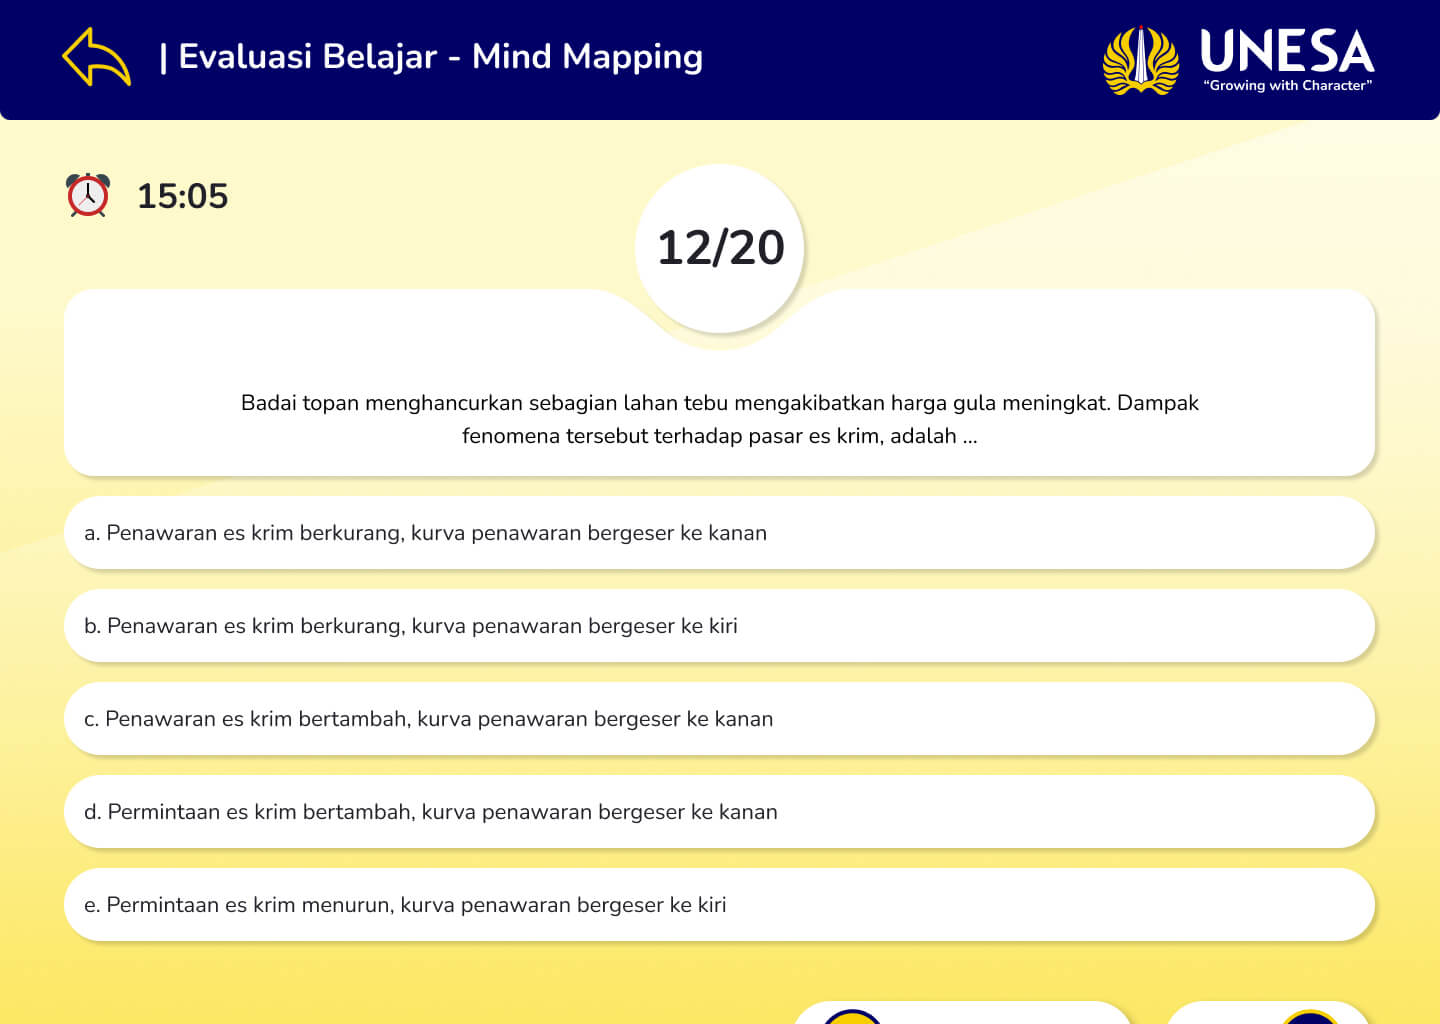 | Evaluasi Belajar - Mind Mapping
UNESA
“Growing with Character”
15:05
12/20
Badai topan menghancurkan sebagian lahan tebu mengakibatkan harga gula meningkat. Dampak
fenomena tersebut terhadap pasar es krim, adalah ...
a. Penawaran es krim berkurang, kurva penawaran bergeser ke kanan
b. Penawaran es krim berkurang, kurva penawaran bergeser ke kiri
c. Penawaran es krim bertambah, kurva penawaran bergeser ke kanan
d. Permintaan es krim bertambah, kurva penawaran bergeser ke kanan
e. Permintaan es krim menurun, kurva penawaran bergeser ke kiri